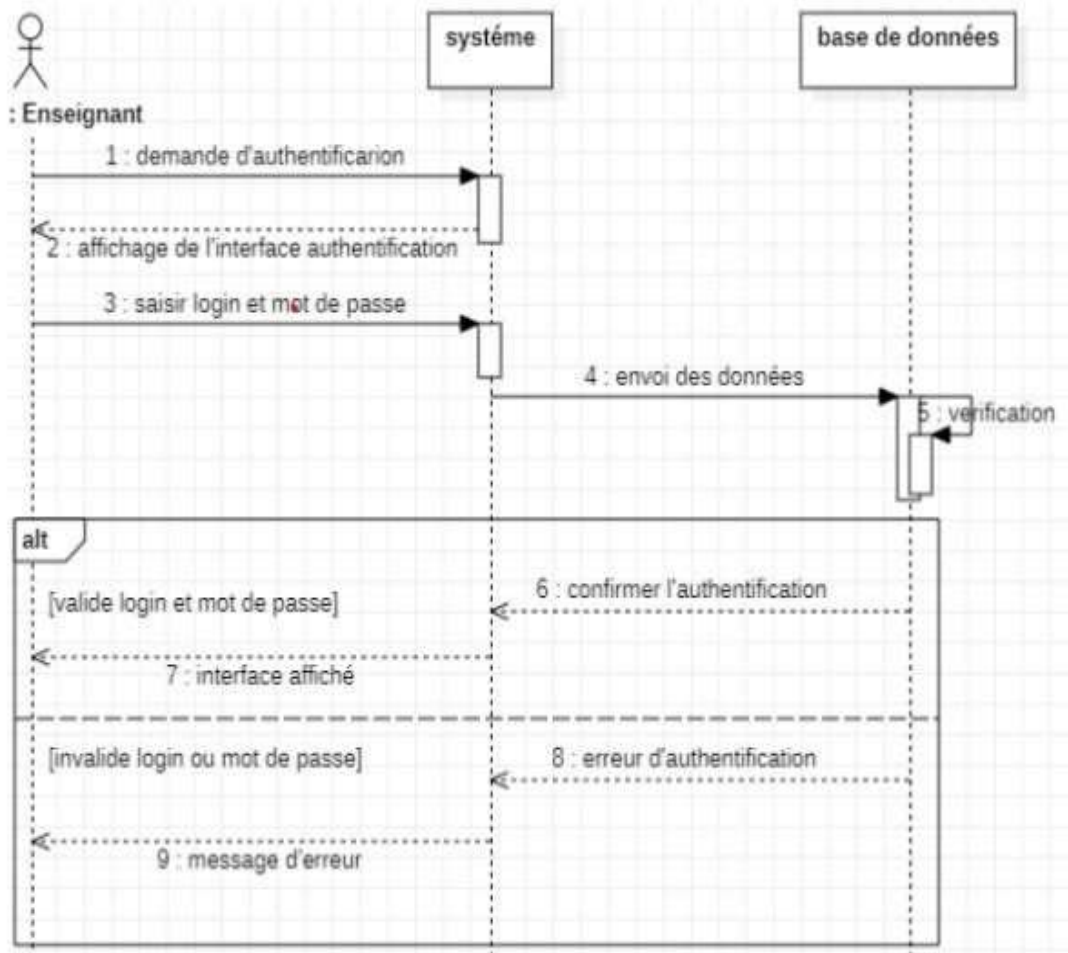 systéme
base de données
: Enseignant
1 : demande d'authentificarion
2 : affichage de l'interface authentification
3 : saisir login et mot de passe
4 : envoi des données
5 : verification
alt
6 : confirmer l'authentification
[valide login et mot de passe]
7 : interface affiché
[invalide login ou mot de passe]
8 : erreur d'authentification
9 : message d'erreur